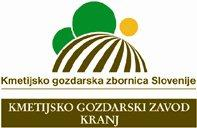 Kmetijsko gozdarska zbornica Slovenije
KMETIJSKO GOZDARSKI ZAVOD
KRANJ